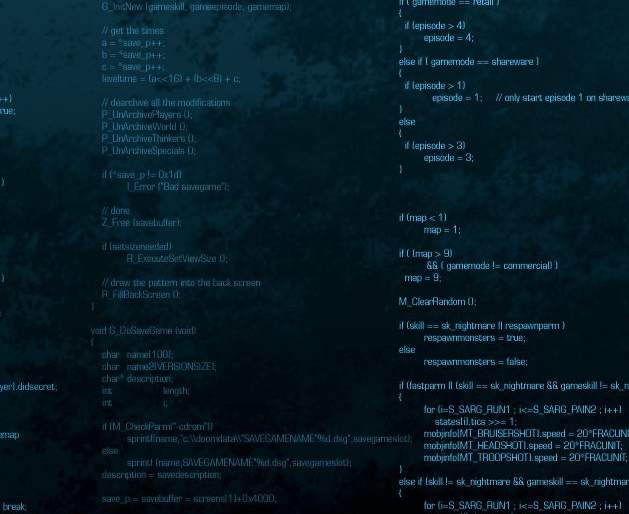 ++)
rue;
)
)
yer].didsecret;
emap
break;
G_InitNew (gameskill, gameepisode, gamemap);
// get the times
a = *save_p++;
b = *save_p++;
c = *save_p++;
leveltime = (a<<16) + (b<<8) + c;
// dearchive all the modifications
P_UnArchivePlayers ();
P_UnArchiveWorld ();
P_UnArchiveThinkers ();
P_UnArchiveSpecials ();
if (*save_p != 0x1d)
I_Error ("Bad savegame");
// done
Z_Free (savebuffer);
if (setsizeneeded)
R_ExecuteSetViewSize ();
// draw the pattern into the back screen
R_FillBackScreen ();
}
void G_DoSaveGame (void)
{
char name[100];
char name2[VERSIONSIZE];
char* description;
int length;
int i;
if (M_CheckParm("-cdrom"))
sprintf(name,"c:\\doomdata\\"SAVEGAMENAME"%d.dsg",savegameslot);
else
sprintf (name,SAVEGAMENAME"%d.dsg",savegameslot);
description = savedescription;
save_p = savebuffer = screens[1]+0x4000;
if ( gamemode == retail )
{
if (episode > 4)
episode = 4;
}
else if ( gamemode == shareware )
{
if (episode > 1)
episode = 1; // only start episode 1 on sharewa
}
else
{
if (episode > 3)
episode = 3;
}
if (map < 1)
map = 1;
if ( (map > 9)
&& ( gamemode != commercial) )
map = 9;
M_ClearRandom ();
if (skill == sk_nightmare || respawnparm )
respawnmonsters = true;
else
respawnmonsters = false;
if (fastparm || (skill == sk_nightmare && gameskill != sk_n
{
for (i=S_SARG_RUN1 ; i<=S_SARG_PAIN2 ; i++)
states[i].tics >>= 1;
mobjinfo[MT_BRUISERSHOT].speed = 20*FRACUNI
mobjinfo[MT_HEADSHOT].speed = 20*FRACUNIT;
mobjinfo[MT_TROOPSHOT].speed = 20*FRACUNIT;
}
else if (skill != sk_nightmare && gameskill == sk_nightmar
{
for (i=S_SARG_RUN1 ; i<=S_SARG_PAIN2 ; i++)